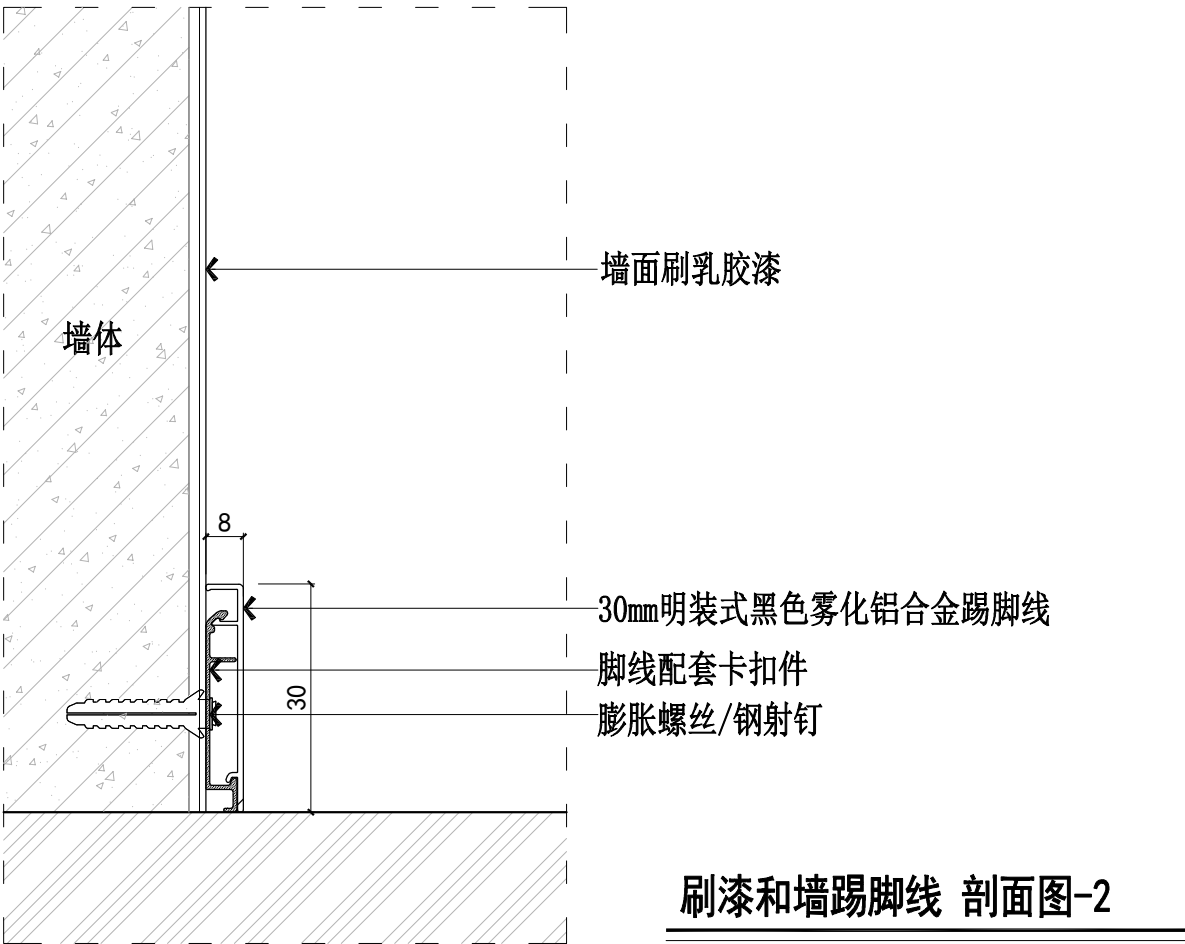 墙面刷乳胶漆
墙体
8
30mm明装式黑色雾化铝合金踢脚线
脚线配套卡扣件
30
膨胀螺丝/钢射钉
刷漆和墙踢脚线 剖面图-2